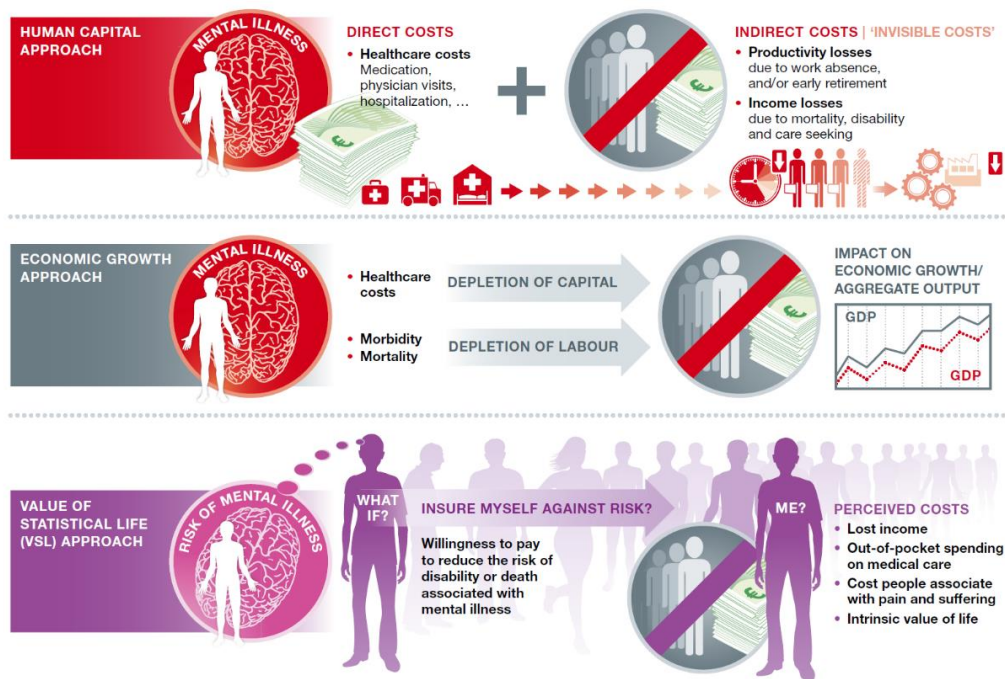 HUMAN CAPITAL
APPROACH
MENTAL ILLNESS
DIRECT COSTS
• Healthcare costs
Medication,
physician visits,
hospitalization, …
INDIRECT COSTS | ‘INVISIBLE COSTS’
• Productivity losses
due to work absence,
and/or early retirement
• Income losses
due to mortality, disability
and care seeking
ECONOMIC GROWTH
APPROACH
MENTAL ILLNESS
• Healthcare
costs
DEPLETION OF CAPITAL
• Morbidity
• Mortality
DEPLETION OF LABOUR
IMPACT ON
ECONOMIC GROWTH/
AGGREGATE OUTPUT
GDP
GDP
VALUE OF
STATISTICAL LIFE
(VSL) APPROACH
RISK OF MENTAL ILLNESS
WHAT
IF?
INSURE MYSELF AGAINST RISK?
Willingness to pay
to reduce the risk of
disability or death
associated with
mental illness
ME?
PERCEIVED COSTS
• Lost income
• Out-of-pocket spending
on medical care
• Cost people associate
with pain and suffering
• Intrinsic value of life